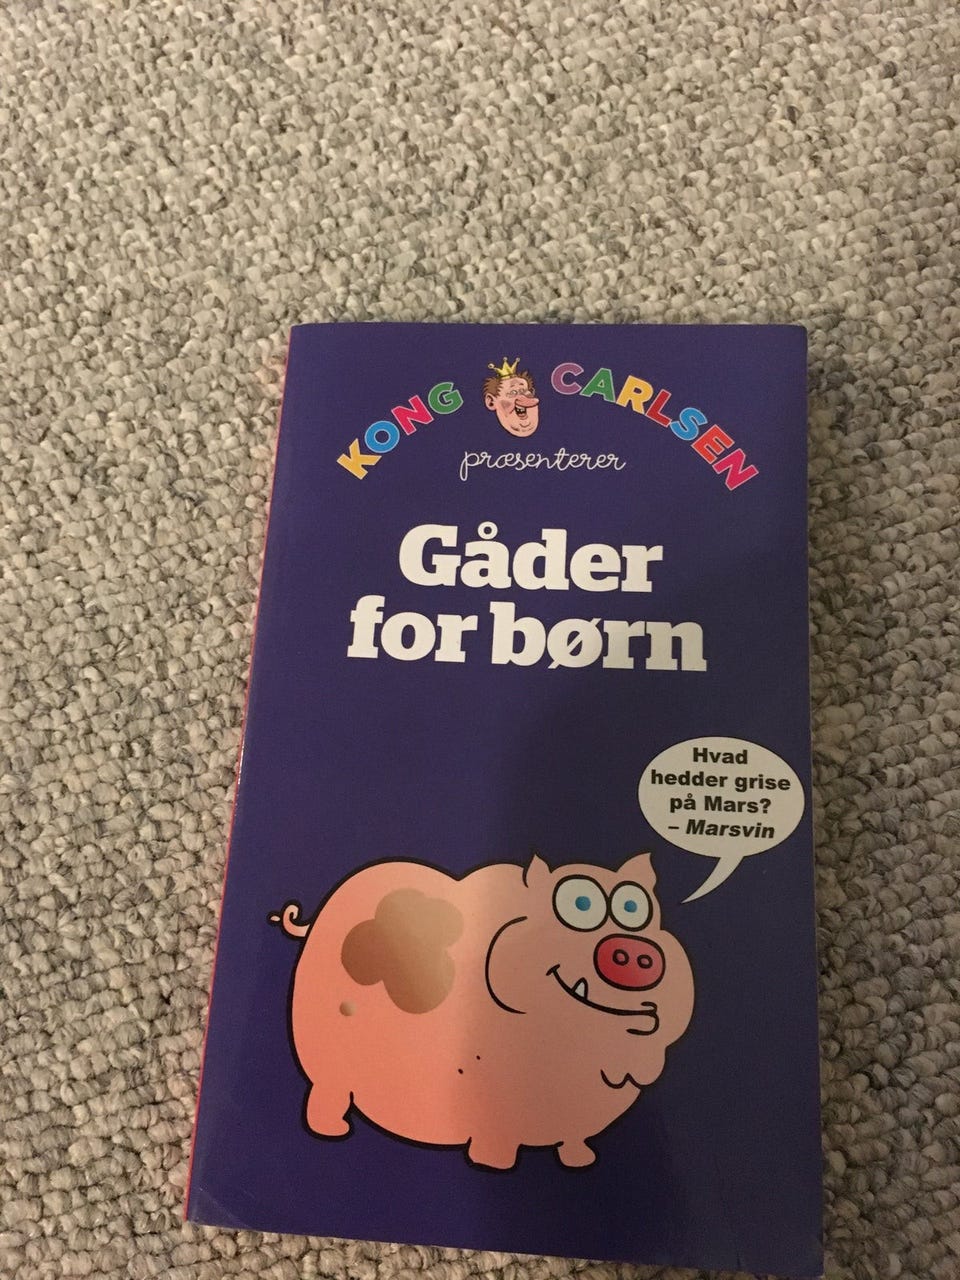 KONG CARLSEN
præsenterer
Gåder
for børn
Hvad
hedder grise
på Mars?
– Marsvin